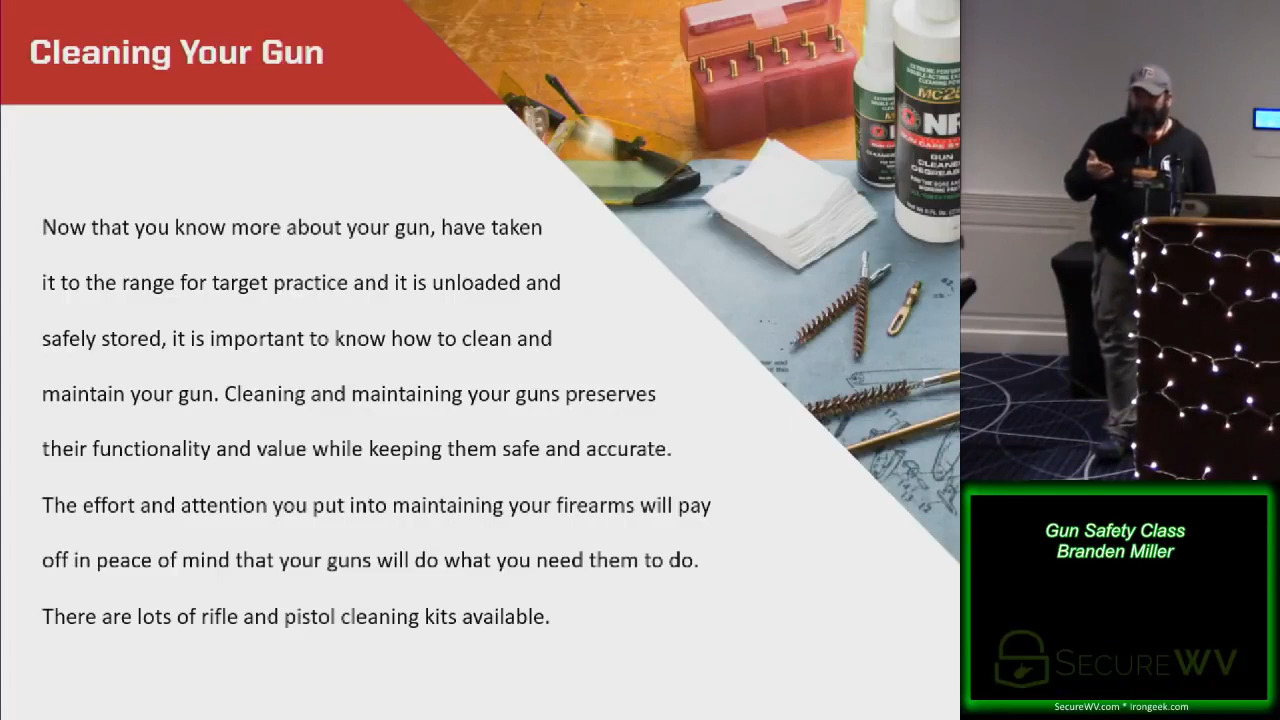 Cleaning Your Gun
Now that you know more about your gun, have taken
it to the range for target practice and it is unloaded and
safely stored, it is important to know how to clean and
maintain your gun. Cleaning and maintaining your guns preserves
their functionality and value while keeping them safe and accurate.
The effort and attention you put into maintaining your firearms will pay
off in peace of mind that your guns will do what you need them to do.
There are lots of rifle and pistol cleaning kits available.
Gun Safety Class
Branden Miller
SECUREWV
SecureWV.com * Irongeek.com